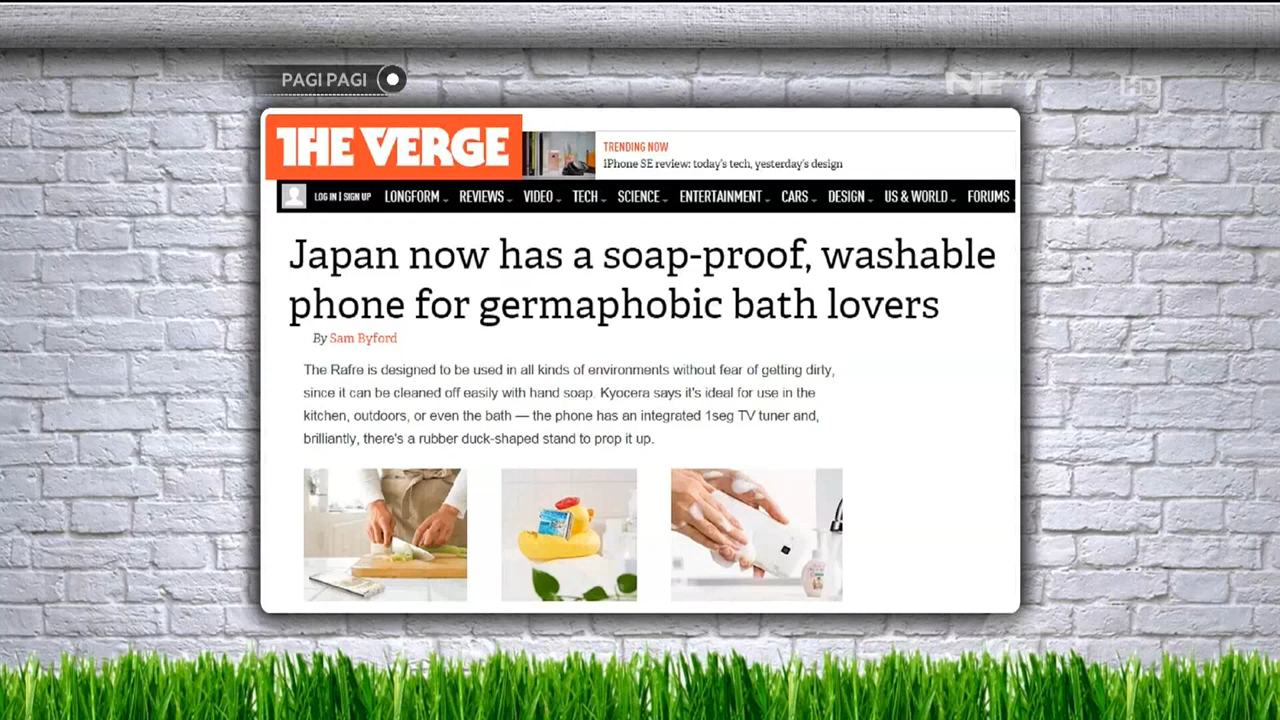 PAGI PAGI
NET
HD
THE VERGE
TRENDING NOW
iPhone SE review: today's tech, yesterday's design
LOG IN | SIGN UP LONGFORM REVIEWS VIDEO TECH SCIENCE ENTERTAINMENT CARS DESIGN US & WORLD FORUMS
Japan now has a soap-proof, washable
phone for germaphobic bath lovers
By Sam Byford
The Rafre is designed to be used in all kinds of environments without fear of getting dirty,
since it can be cleaned off easily with hand soap. Kyocera says it's ideal for use in the
kitchen, outdoors, or even the bath — the phone has an integrated 1seg TV tuner and,
brilliantly, there's a rubber duck-shaped stand to prop it up.